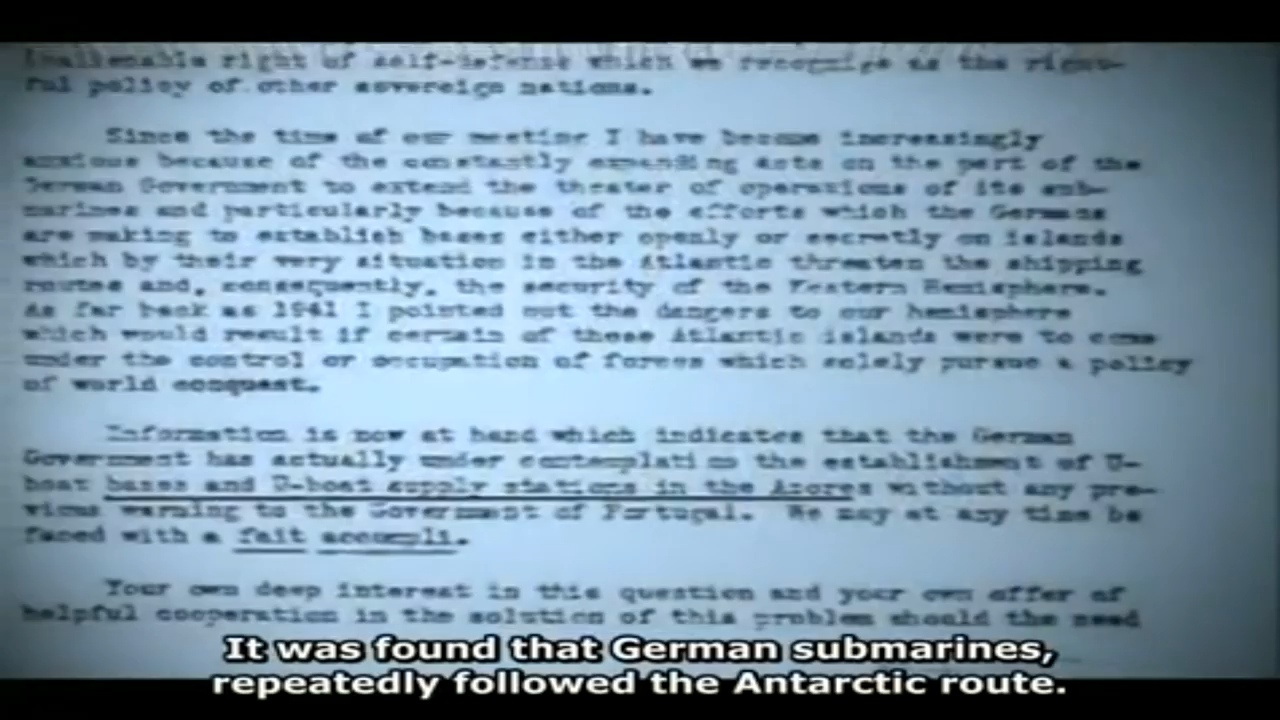 inalienable right of self-defense which we recognize as the right-
ful policy of other sovereign nations.
Since the time of our meeting I have become increasingly
anxious because of the constantly expanding acts on the part of the
German Government to extend the theater of operations of its sub-
marines and particularly because of the efforts which the Germans
are making to establish bases either openly or secretly on islands
which by their very situation in the Atlantic threaten the shipping
routes and, consequently, the security of the Western Hemisphere.
As far back as 1941 I pointed out the dangers to our hemisphere
which would result if certain of these Atlantic islands were to come
under the control or occupation of forces which solely pursue a policy
of world conquest.
Information is now at hand which indicates that the German
Government has actually under contemplation the establishment of U-
boat bases and U-boat supply stations in the Azores without any pre-
vious warning to the Government of Portugal. We may at any time be
faced with a fait accompli.
Your own deep interest in this question and your own offer of
helpful cooperation in the solution of this problem should the need
It was found that German submarines,
repeatedly followed the Antarctic route.